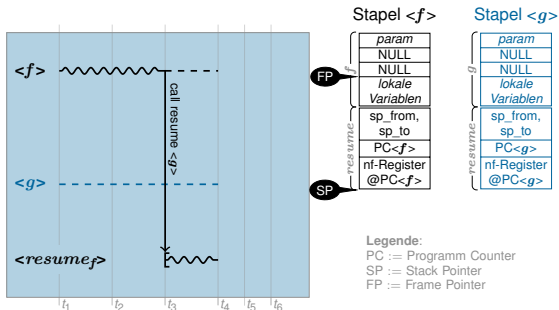 Stapel <f>
Stapel <g>
<f>
call resume <g>
<g>
<resume_f>
t1
t2
t3
t4
t5
t6
FP
SP
f
resume
param
NULL
NULL
lokale
Variablen
sp_from,
sp_to
PC<f>
nf-Register
@PC<f>
g
resume
param
NULL
NULL
lokale
Variablen
sp_from,
sp_to
PC<g>
nf-Register
@PC<g>
Legende:
PC := Programm Counter
SP := Stack Pointer
FP := Frame Pointer